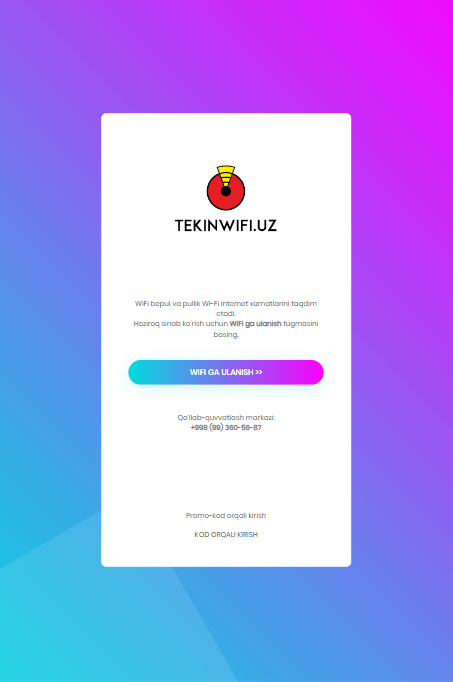 TEKINWIFI.UZ
WiFi bepul va pullik Wi-Fi internet xizmatlarini taqdim
etadi.
Hoziroq sinab ko'rish uchun WiFi ga ulanish tugmasini
bosing.
WIFI GA ULANISH >>
Qo'llab-quvvatlash markazi:
+998 (99) 360-56-87
Promo-kod orqali kirish
KOD ORQALI KIRISH